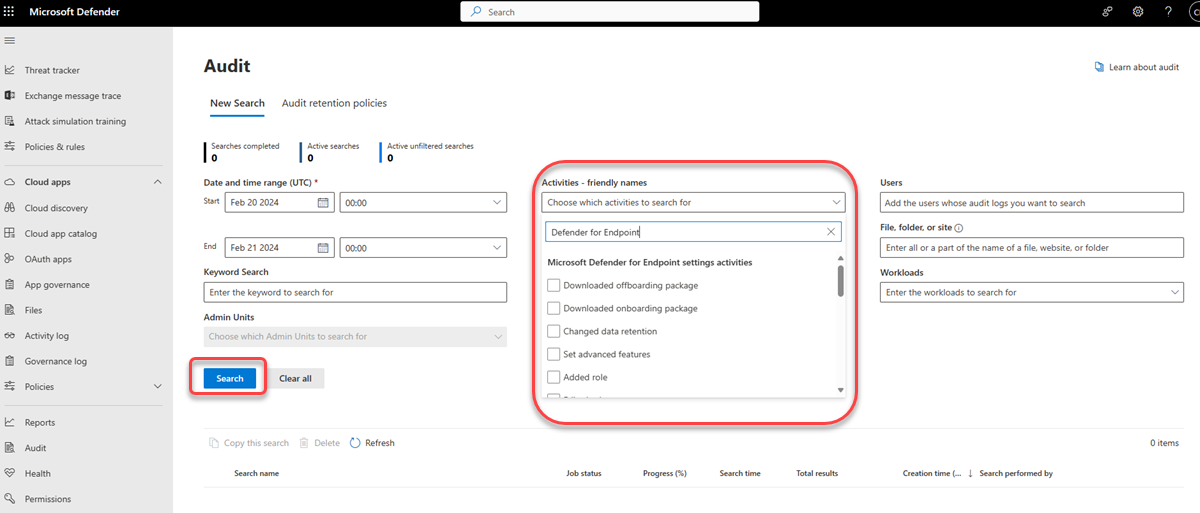 Microsoft Defender
Search
Threat tracker
Exchange message trace
Attack simulation training
Policies & rules
Cloud apps
Cloud discovery
Cloud app catalog
OAuth apps
App governance
Files
Activity log
Governance log
Policies
Reports
Audit
Health
Permissions
Audit
Learn about audit
New Search
Audit retention policies
Searches completed
0
Active searches
0
Active unfiltered searches
0
Date and time range (UTC) *
Start
Feb 20 2024
00:00
End
Feb 21 2024
00:00
Keyword Search
Enter the keyword to search for
Admin Units
Choose which Admin Units to search for
Search
Clear all
Activities - friendly names
Choose which activities to search for
Defender for Endpoint
Microsoft Defender for Endpoint settings activities
Downloaded offboarding package
Downloaded onboarding package
Changed data retention
Set advanced features
Added role
Users
Add the users whose audit logs you want to search
File, folder, or site
Enter all or a part of the name of a file, website, or folder
Workloads
Enter the workloads to search for
Copy this search
Delete
Refresh
0 items
Search name
Job status
Progress (%)
Search time
Total results
Creation time (...
Search performed by